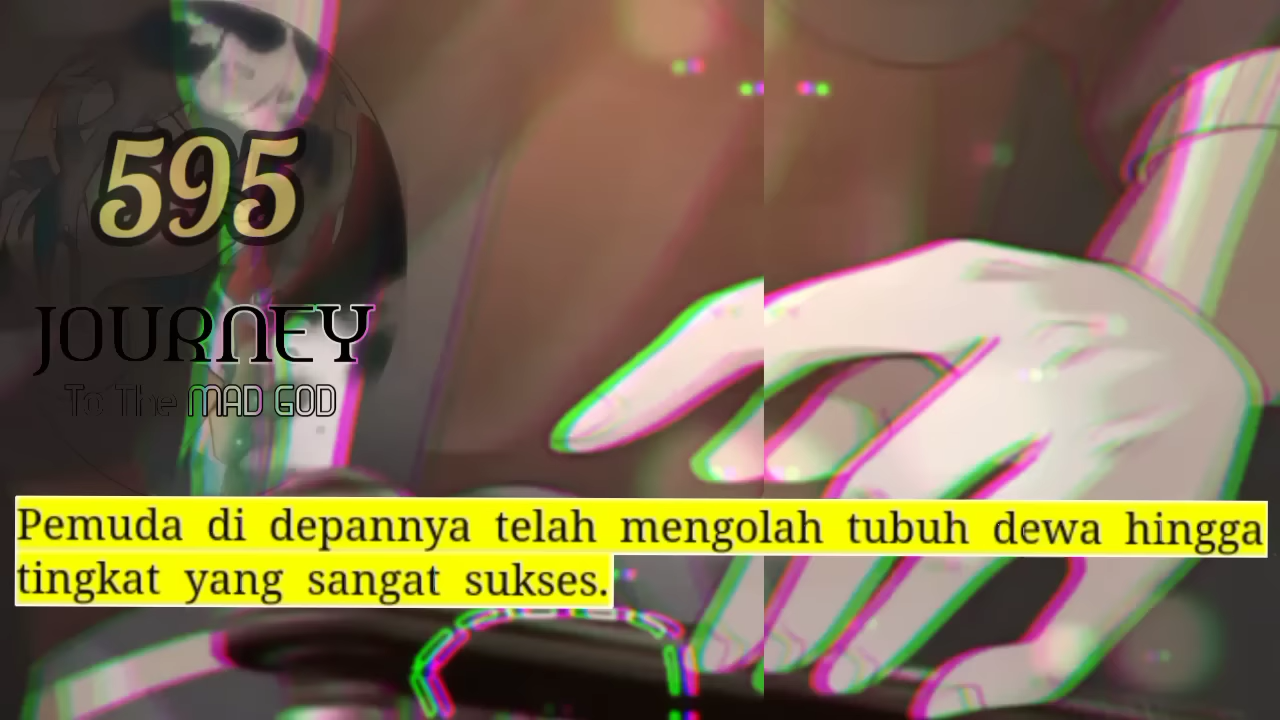 595
JOURNEY
To The MAD GOD
Pemuda di depannya telah mengolah tubuh dewa hingga
tingkat yang sangat sukses.